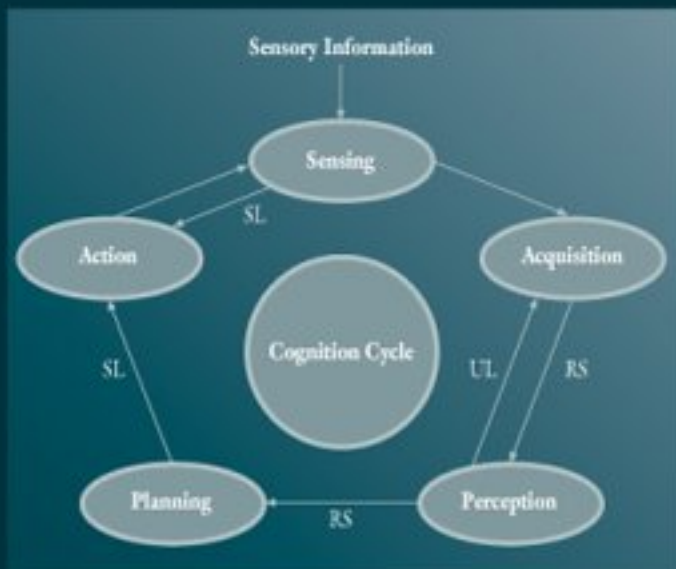 Sensory Information
Sensing
SL
Action
Acquisition
Cognition Cycle
SL
UL
RS
Planning
RS
Perception